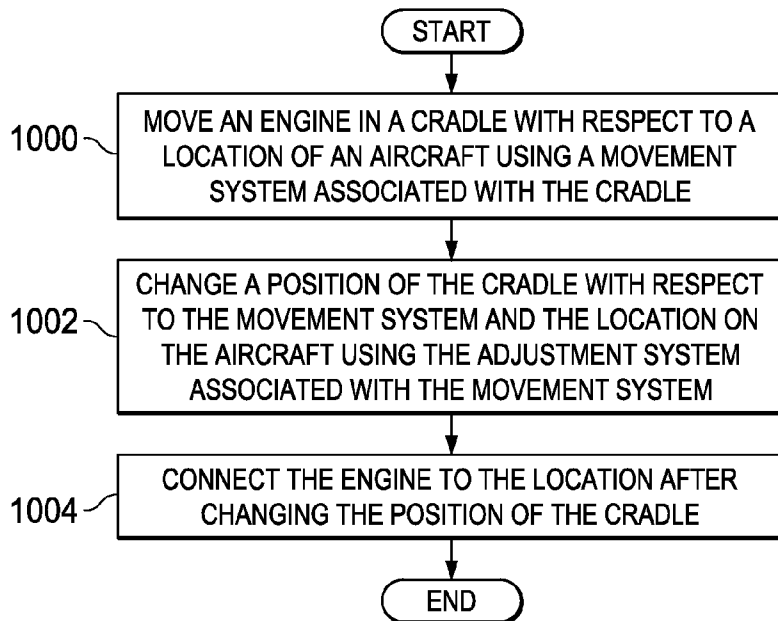 START
1000
MOVE AN ENGINE IN A CRADLE WITH RESPECT TO A
LOCATION OF AN AIRCRAFT USING A MOVEMENT
SYSTEM ASSOCIATED WITH THE CRADLE
1002
CHANGE A POSITION OF THE CRADLE WITH RESPECT
TO THE MOVEMENT SYSTEM AND THE LOCATION ON
THE AIRCRAFT USING THE ADJUSTMENT SYSTEM
ASSOCIATED WITH THE MOVEMENT SYSTEM
1004
CONNECT THE ENGINE TO THE LOCATION AFTER
CHANGING THE POSITION OF THE CRADLE
END